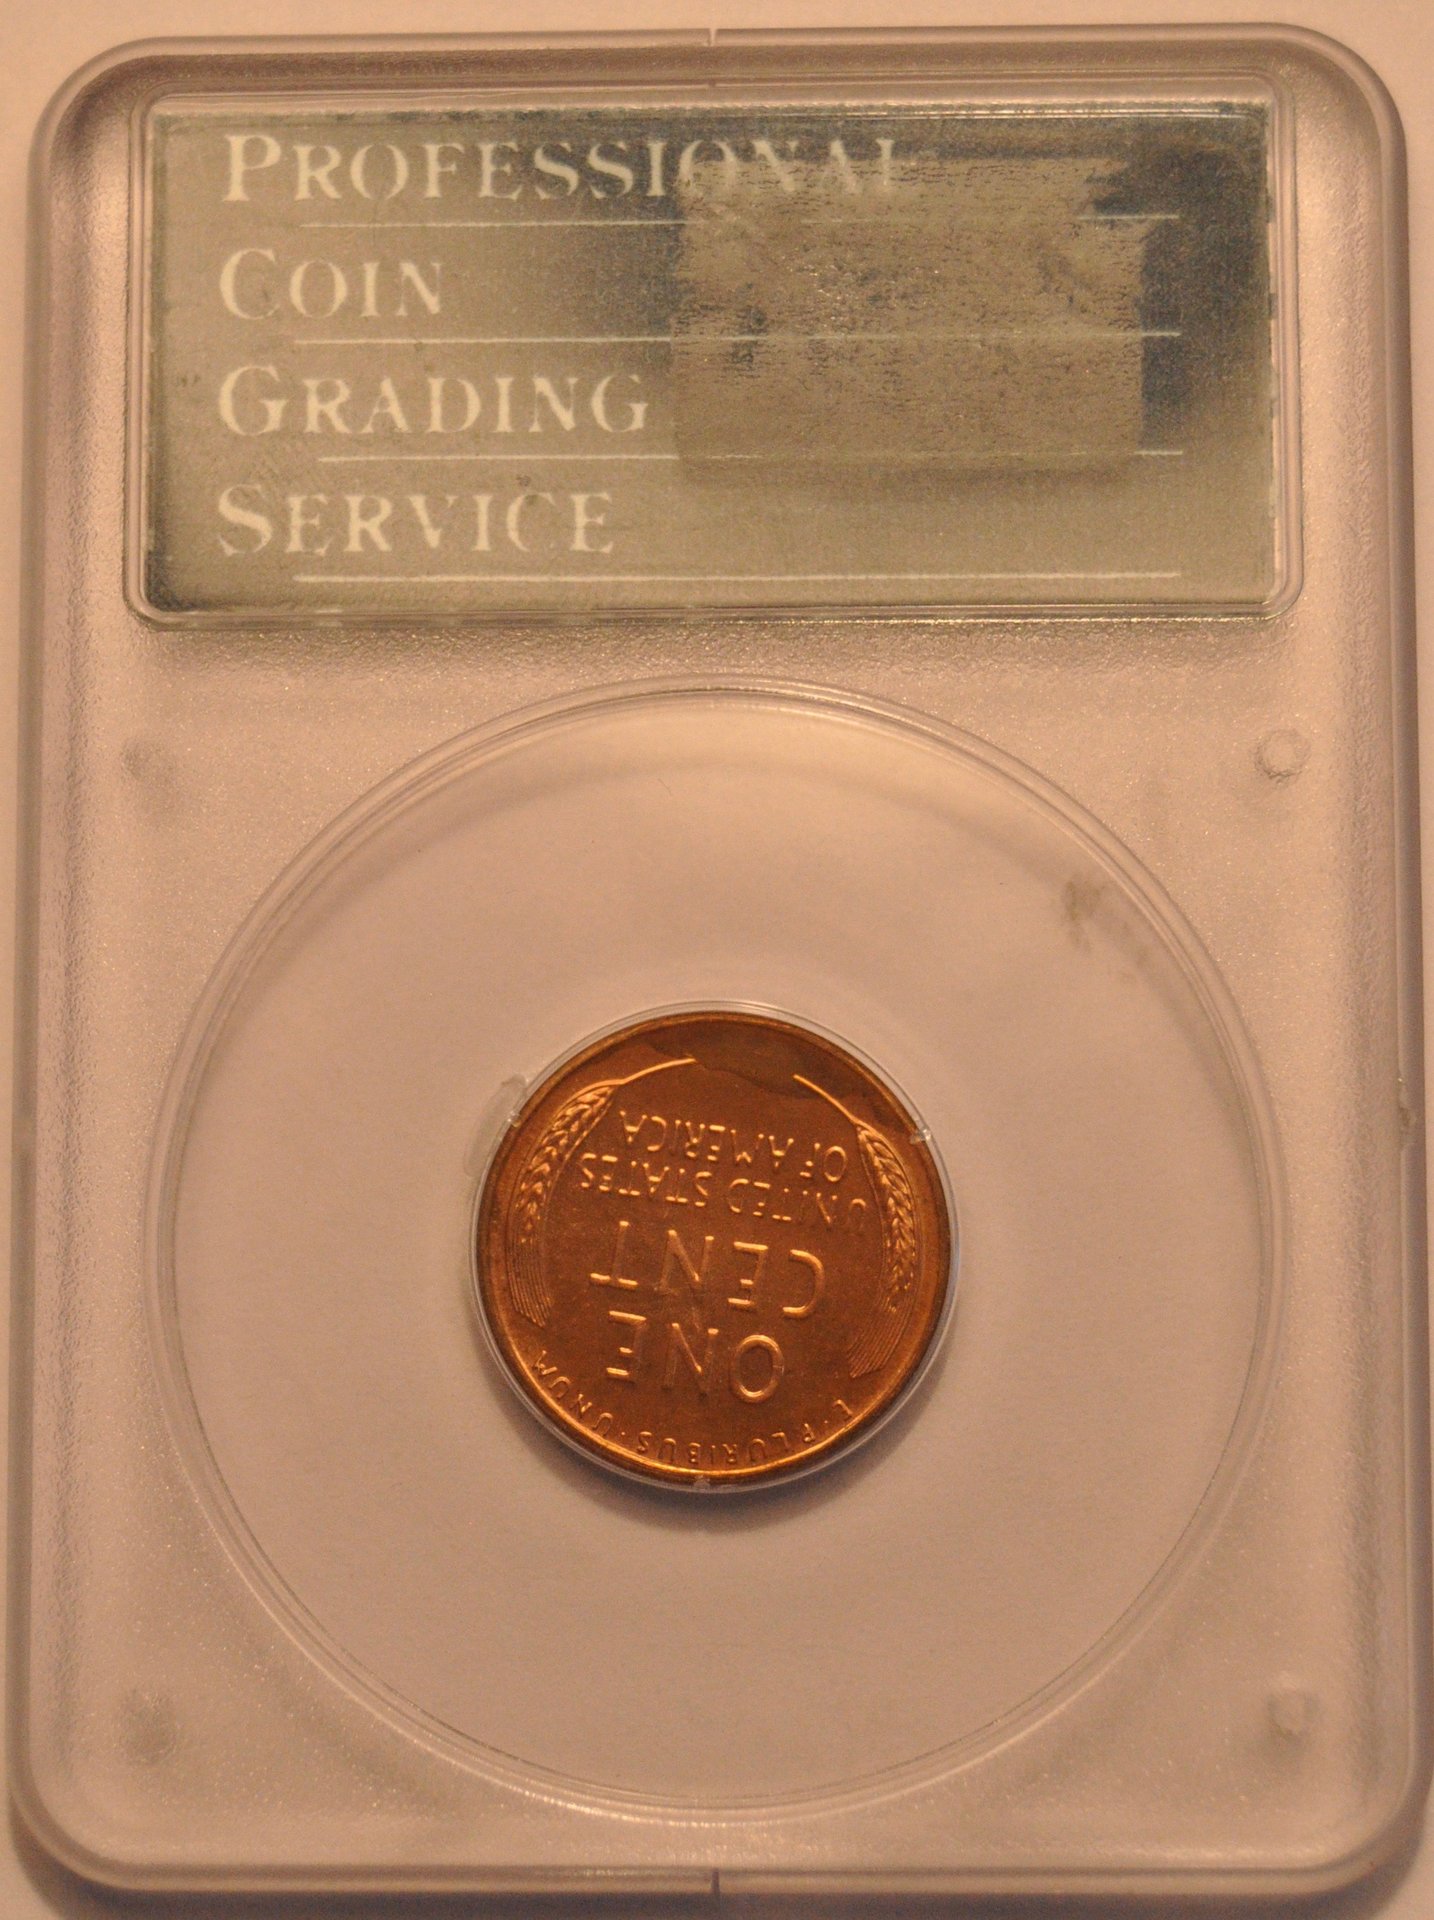 PROFESSIONAL
COIN
GRADING
SERVICE
E·PLURIBUS·UNUM
ONE
CENT
UNITED STATES
OF AMERICA